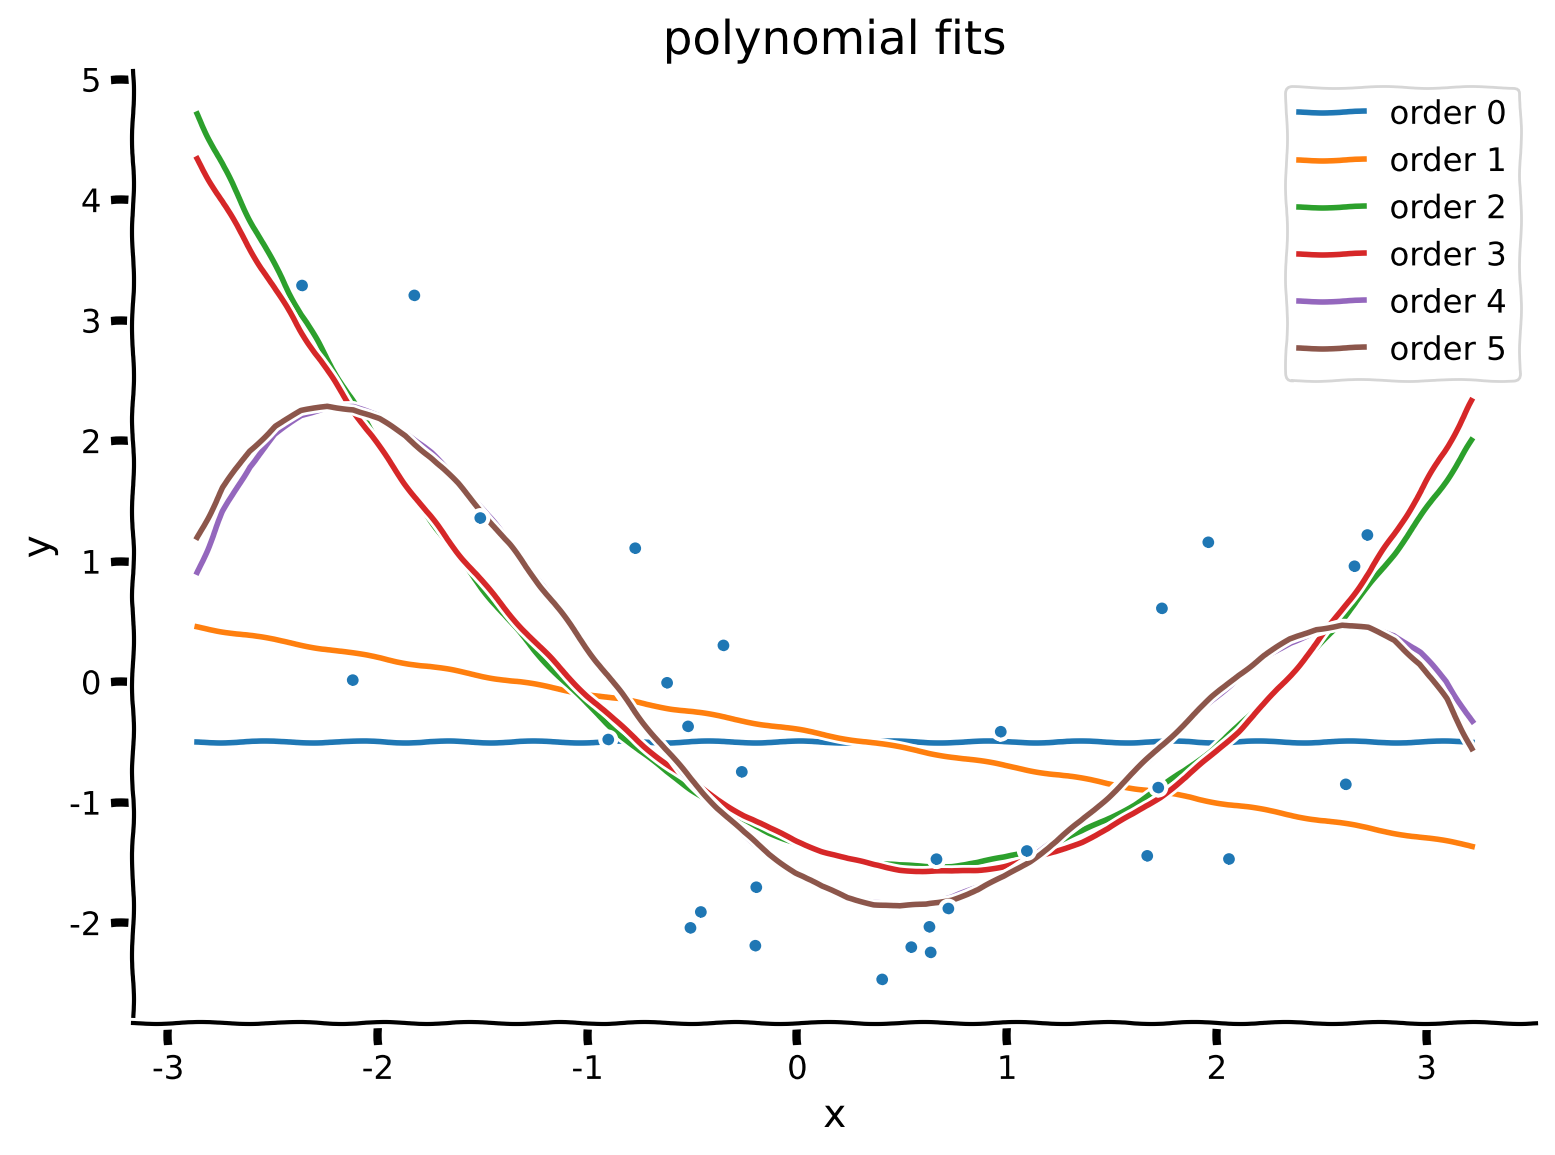 polynomial fits
5
4
3
2
1
0
-1
-2
y
order 0
order 1
order 2
order 3
order 4
order 5
-3 -2 -1 0 1 2 3
x